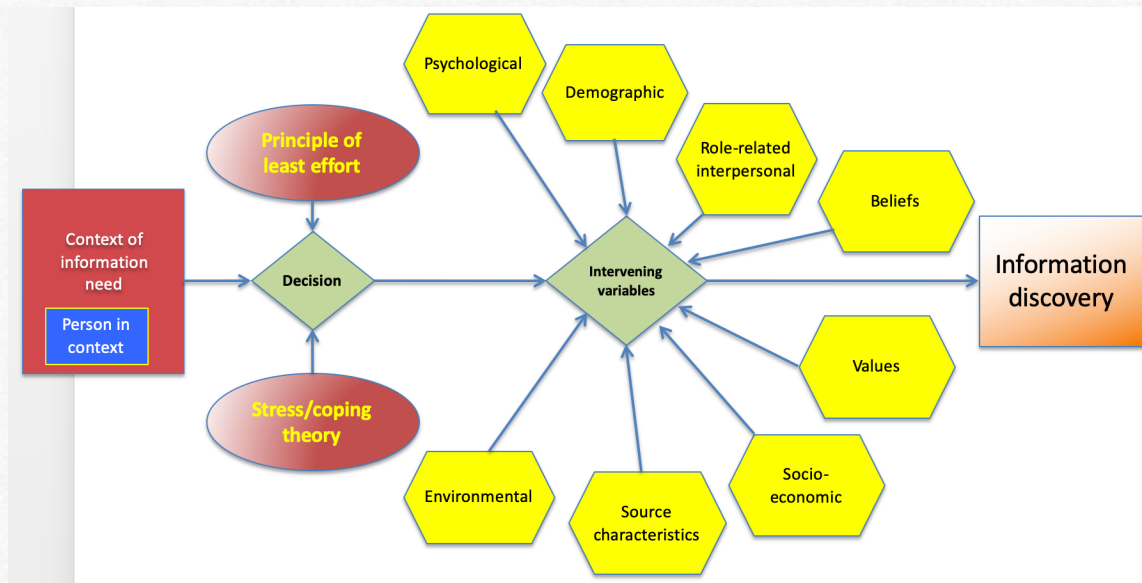 Psychological
Demographic
Principle of
least effort
Role-related
interpersonal
Beliefs
Context of
information
need
Person in
context
Decision
Intervening
variables
Information
discovery
Values
Stress/coping
theory
Environmental
Source
characteristics
Socio-
economic